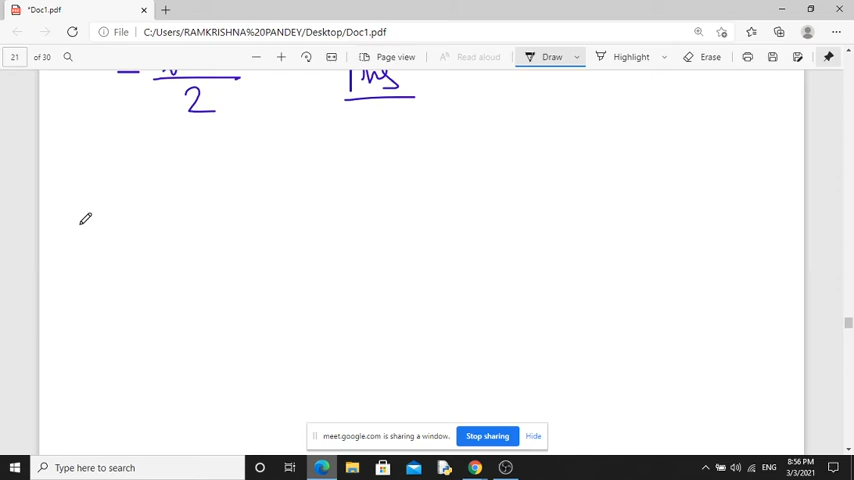 *Doc1.pdf
File C:/Users/RAMKRISHNA%20PANDEY/Desktop/Doc1.pdf
21 of 30 Page view Read aloud Draw Highlight Erase
2
meet.google.com is sharing a window. Stop sharing Hide
Type here to search
ENG
8:56 PM
3/3/2021